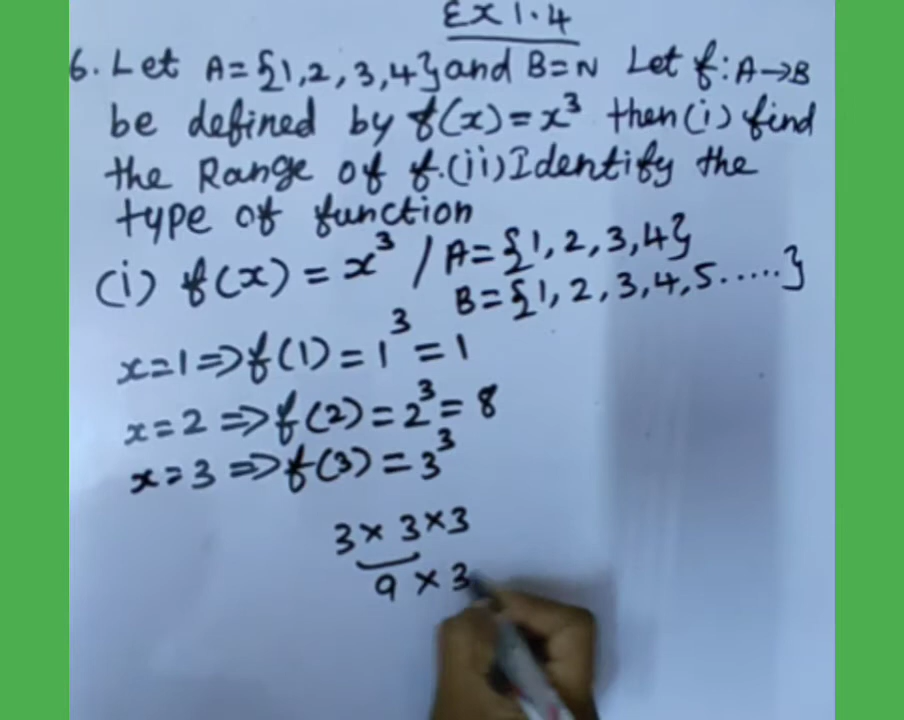 Ex 1.4
6. Let A={1,2,3,4} and B=N Let f:A→B
be defined by f(x)=x³ then (i) find
the Range of f. (ii) Identify the
type of function
(i) f(x) = x³ / A={1,2,3,4}
B={1,2,3,4,5.....}
x=1⇒f(1)=1³=1
x=2⇒f(2)=2³=8
x=3⇒f(3)=3³
3×3×3
9×3